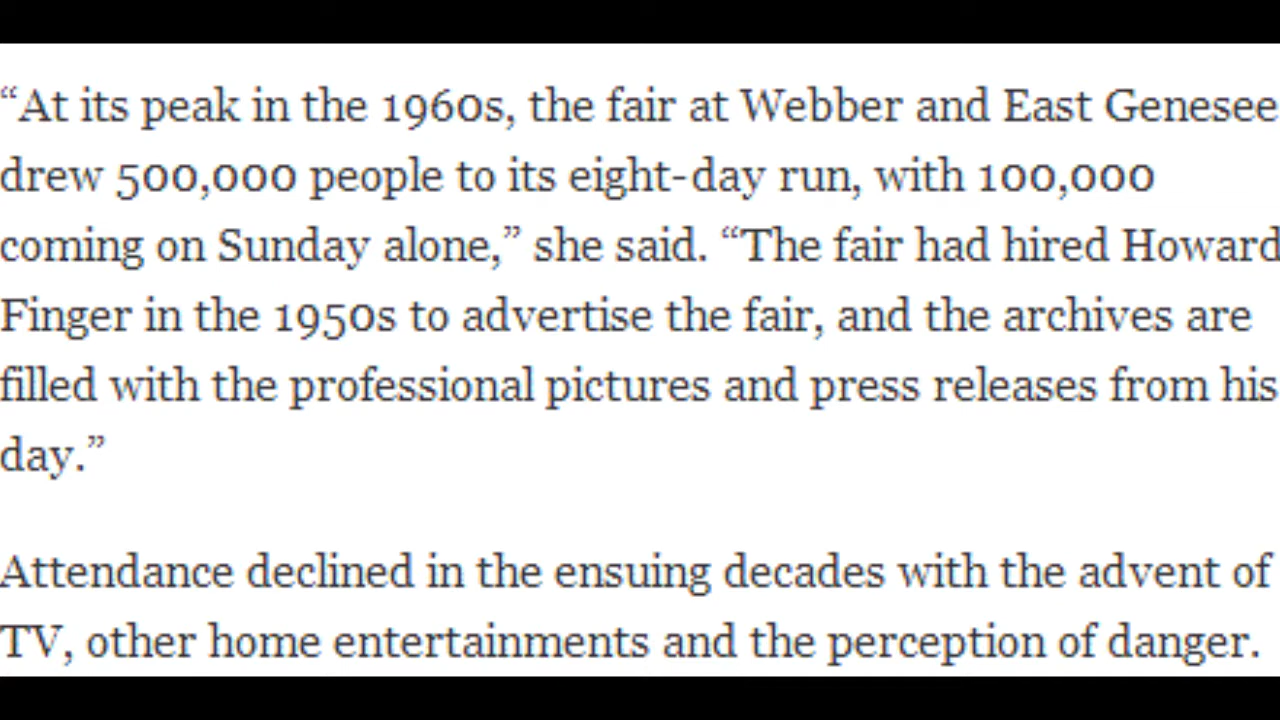 “At its peak in the 1960s, the fair at Webber and East Genesee
drew 500,000 people to its eight-day run, with 100,000
coming on Sunday alone,” she said. “The fair had hired Howard
Finger in the 1950s to advertise the fair, and the archives are
filled with the professional pictures and press releases from his
day.”
Attendance declined in the ensuing decades with the advent of
TV, other home entertainments and the perception of danger.